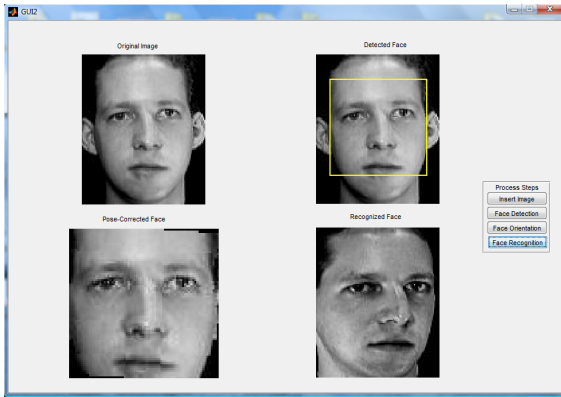 GUI2
Original Image
Detected Face
Process Steps
Insert Image
Face Detection
Face Orientation
Face Recognition
Pose-Corrected Face
Recognized Face